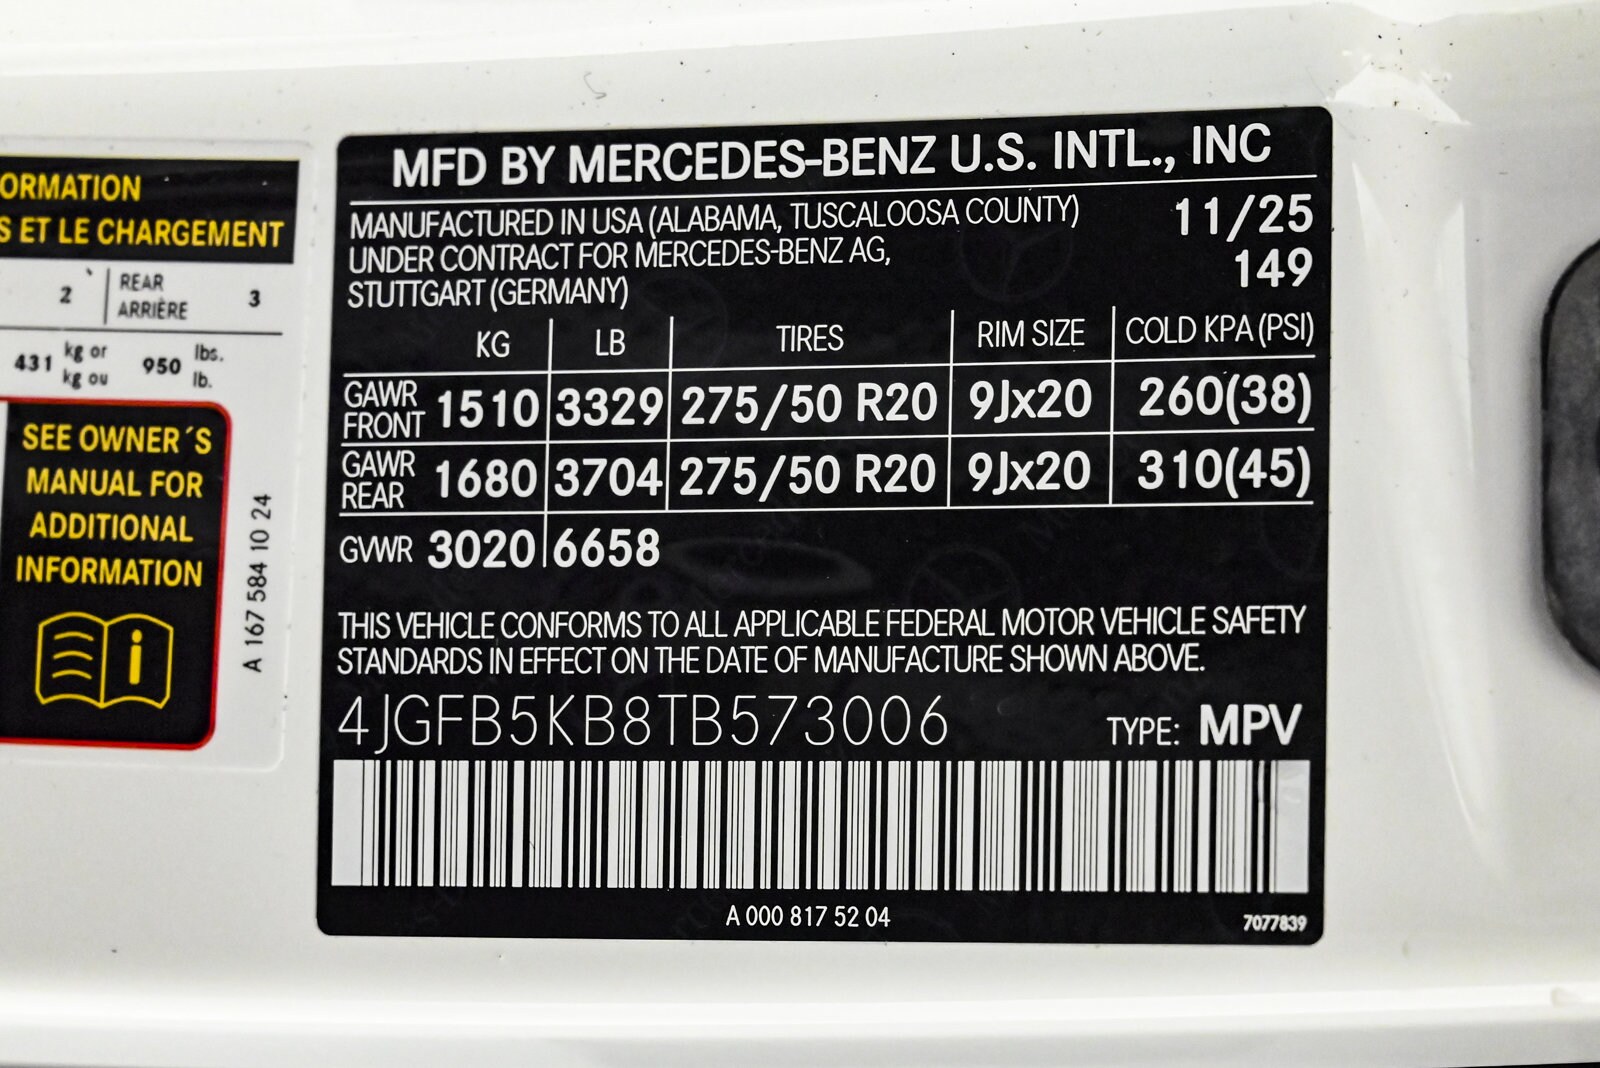 ORMATION
S ET LE CHARGEMENT
2 REAR ARRIÈRE 3
431 kg or kg ou 950 lbs. lb.
SEE OWNER´S
MANUAL FOR
ADDITIONAL
INFORMATION
A 167 584 10 24
MFD BY MERCEDES-BENZ U.S. INTL., INC
MANUFACTURED IN USA (ALABAMA, TUSCALOOSA COUNTY) 11/25
UNDER CONTRACT FOR MERCEDES-BENZ AG, 149
STUTTGART (GERMANY)
KG LB TIRES RIM SIZE COLD KPA (PSI)
GAWR FRONT 1510 3329 275/50 R20 9Jx20 260(38)
GAWR REAR 1680 3704 275/50 R20 9Jx20 310(45)
GVWR 3020 6658
THIS VEHICLE CONFORMS TO ALL APPLICABLE FEDERAL MOTOR VEHICLE SAFETY
STANDARDS IN EFFECT ON THE DATE OF MANUFACTURE SHOWN ABOVE.
4JGFB5KB8TB573006 TYPE: MPV
A 000 817 52 04
7077839